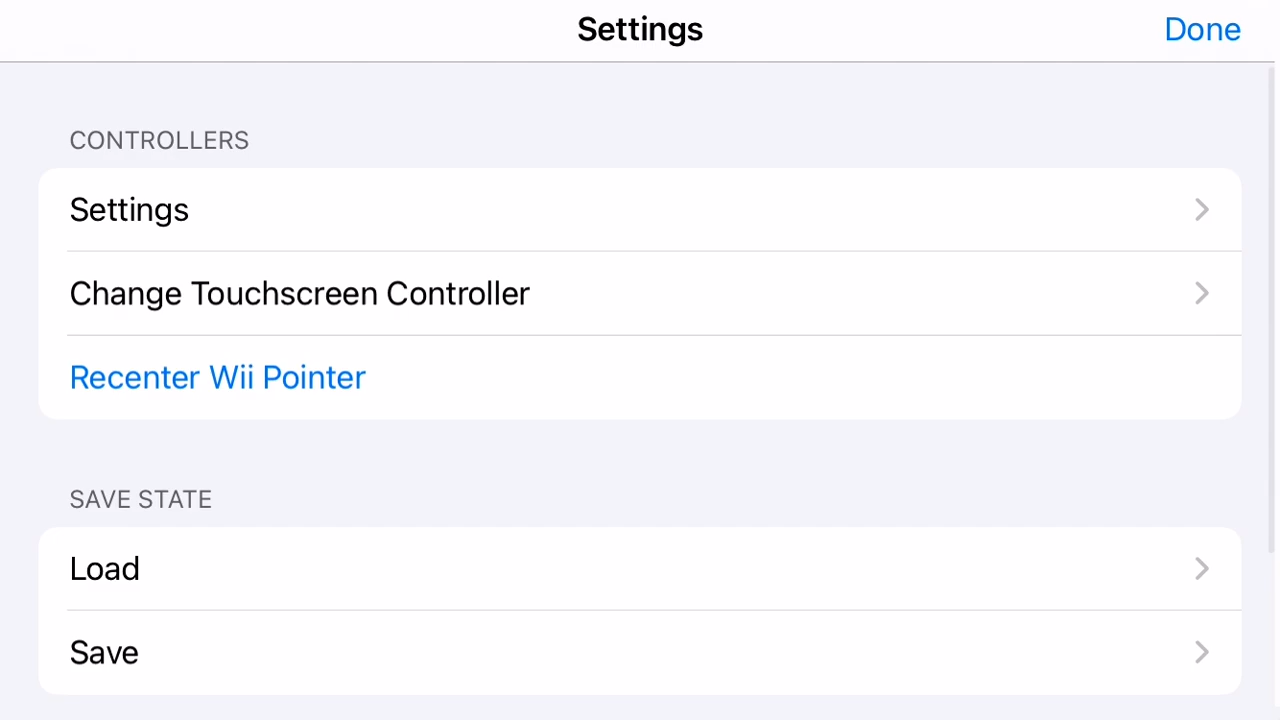 Settings
Done
CONTROLLERS
Settings
Change Touchscreen Controller
Recenter Wii Pointer
SAVE STATE
Load
Save